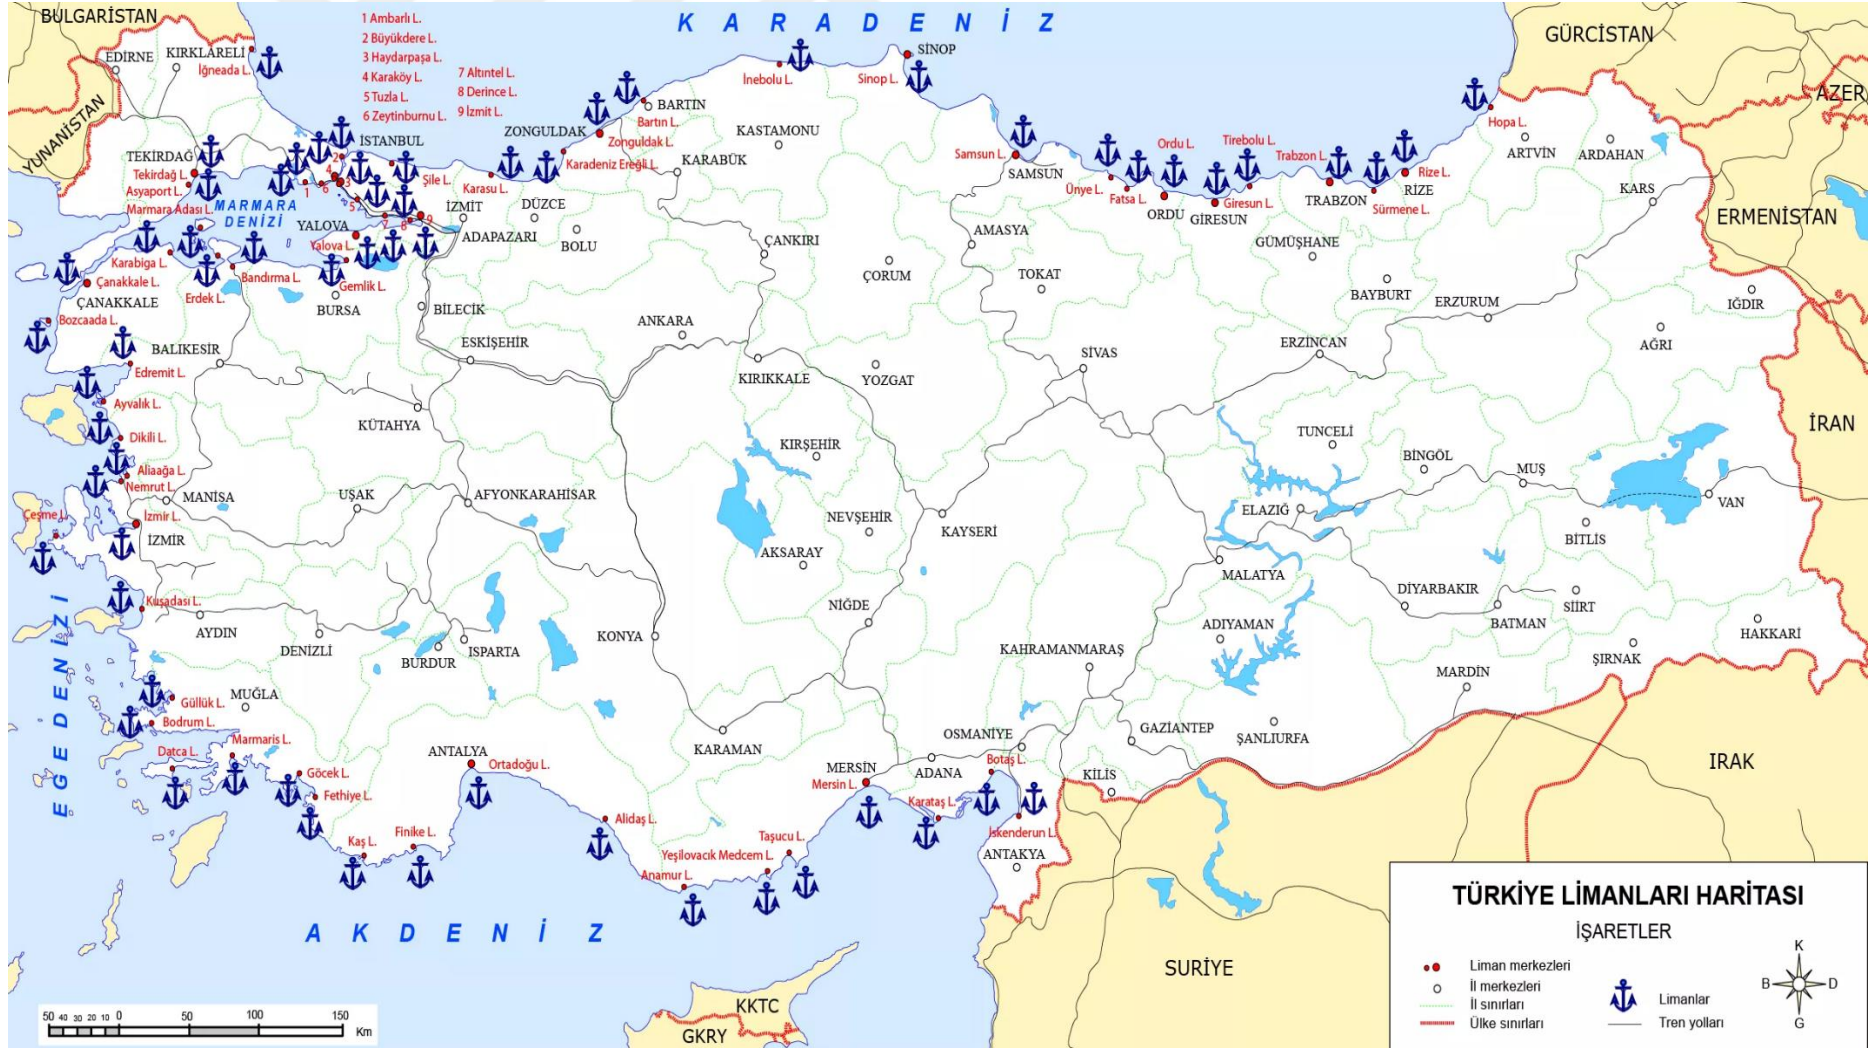 BULGARİSTAN
KARADENİZ
GÜRCİSTAN
1 Ambarlı L.
2 Büyükdere L.
3 Haydarpaşa L.
4 Karaköy L.
5 Tuzla L.
6 Zeytinburnu L.
7 Altıntel L.
8 Derince L.
9 İzmit L.
EDİRNE
KIRKLARELİ
İğneada L.
YUNANİSTAN
İnebolu L.
SİNOP
Sinop L.
AZER
BARTIN
Bartın L.
ZONGULDAK
Zonguldak L.
Karadeniz Ereğli L.
KASTAMONU
KARABÜK
Hopa L.
ARTVİN
ARDAHAN
KARS
TEKİRDAĞ
Tekirdağ L.
Asyaport L.
İSTANBUL
2
4
3
1
6
5
7
8
9
Şile L.
Karasu L.
Samsun L.
SAMSUN
Ünye L.
Fatsa L.
Ordu L.
ORDU
Tirebolu L.
Giresun L.
GİRESUN
Trabzon L.
TRABZON
Sürmene L.
Rize L.
RİZE
Marmara Adası L.
MARMARA
DENİZİ
YALOVA
Yalova L.
İZMİT
ADAPAZARI
DÜZCE
BOLU
ÇANKIRI
AMASYA
ÇORUM
TOKAT
GÜMÜŞHANE
BAYBURT
ERZURUM
ERMENİSTAN
IĞDIR
Karabiga L.
Çanakkale L.
ÇANAKKALE
Erdek L.
Bandırma L.
Gemlik L.
BURSA
BİLECİK
Bozcaada L.
BALIKESİR
Edremit L.
ESKİŞEHİR
ANKARA
KIRIKKALE
YOZGAT
SİVAS
ERZİNCAN
AĞRI
Ayvalık L.
Dikili L.
KÜTAHYA
KIRŞEHİR
TUNCELİ
BİNGÖL
MUŞ
İRAN
Aliaağa L.
Nemrut L.
MANİSA
UŞAK
AFYONKARAHİSAR
Çeşme L.
İzmir L.
İZMİR
NEVŞEHİR
KAYSERİ
AKSARAY
ELAZIĞ
VAN
BİTLİS
MALATYA
EGE DENİZİ
Kuşadası L.
AYDIN
DENİZLİ
BURDUR
ISPARTA
KONYA
NİĞDE
DİYARBAKIR
BATMAN
SİİRT
ADIYAMAN
KAHRAMANMARAŞ
HAKKARİ
ŞIRNAK
MARDİN
Güllük L.
MUĞLA
Bodrum L.
Datca L.
Marmaris L.
Göcek L.
Fethiye L.
ANTALYA
Ortadoğu L.
KARAMAN
OSMANİYE
GAZİANTEP
ŞANLIURFA
MERSİN
Mersin L.
ADANA
Botaş L.
KİLİS
IRAK
Karataş L.
İskenderun L.
ANTAKYA
Kaş L.
Finike L.
Alidaş L.
Taşucu L.
Yeşilovacık Medcem L.
Anamur L.
AKDENİZ
SURİYE
KKTC
GKRY
50 40 30 20 10 0 50 100 150
Km
TÜRKİYE LİMANLARI HARİTASI
İŞARETLER
Liman merkezleri
İl merkezleri
İl sınırları
Ülke sınırları
Limanlar
Tren yolları
K
B
D
G